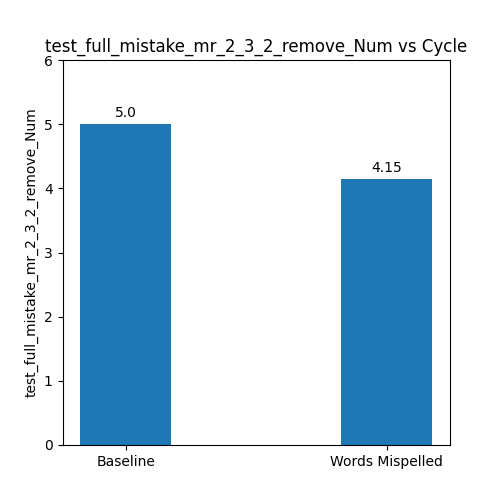 test_full_mistake_mr_2_3_2_remove_Num vs Cycle
test_full_mistake_mr_2_3_2_remove_Num
6
5
4
3
2
1
0
5.0
4.15
Baseline
Words Mispelled